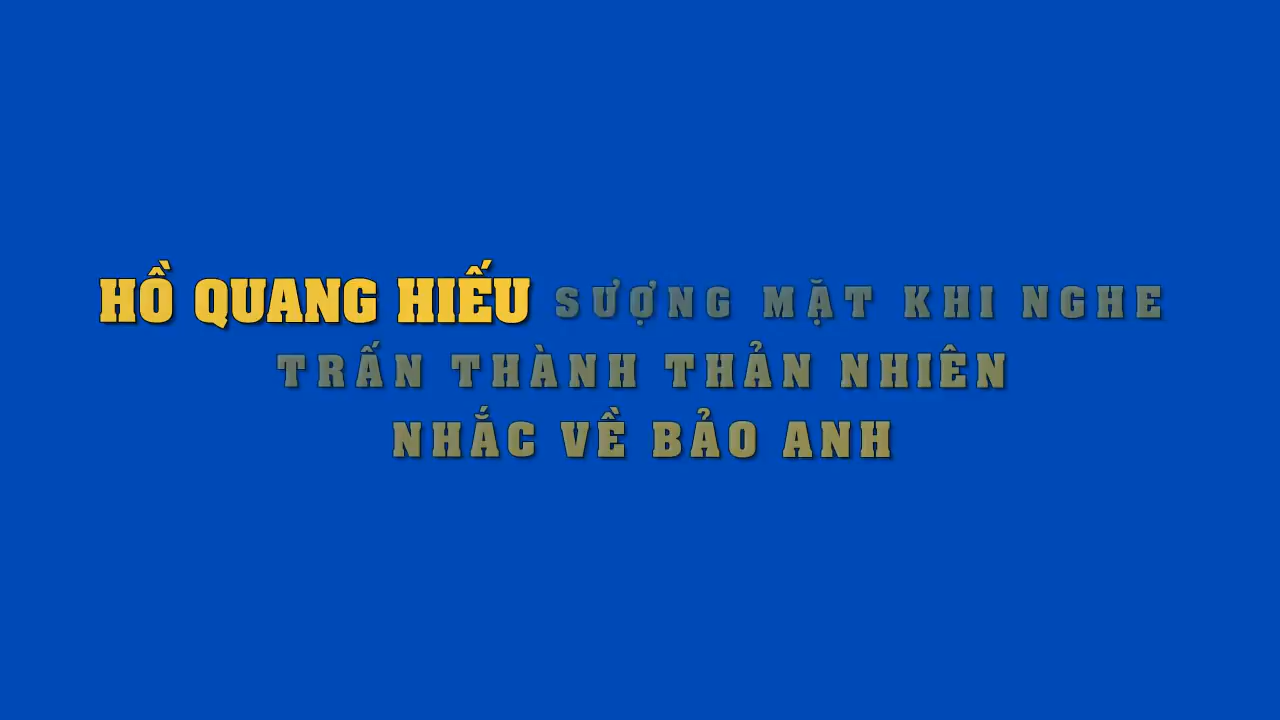 HỒ QUANG HIẾU SƯỢNG MẶT KHI NGHE
TRẤN THÀNH THẢN NHIÊN
NHẮC VỀ BẢO ANH